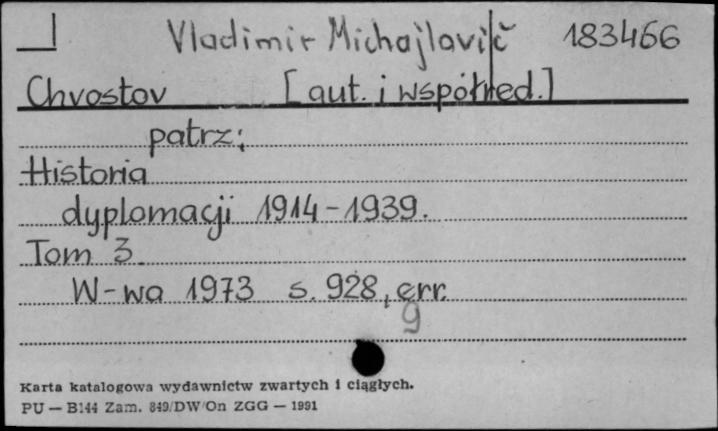 Vladimir Michajlovič 183466
Chvostov [aut. i współred.]
patrz:
Historia
dyplomacji 1914-1939.
Tom 3.
W-wa 1973 s. 928, err.
9
Karta katalogowa wydawnictw zwartych i ciągłych.
PU — B144 Zam. 849/DW/On ZGG — 1991